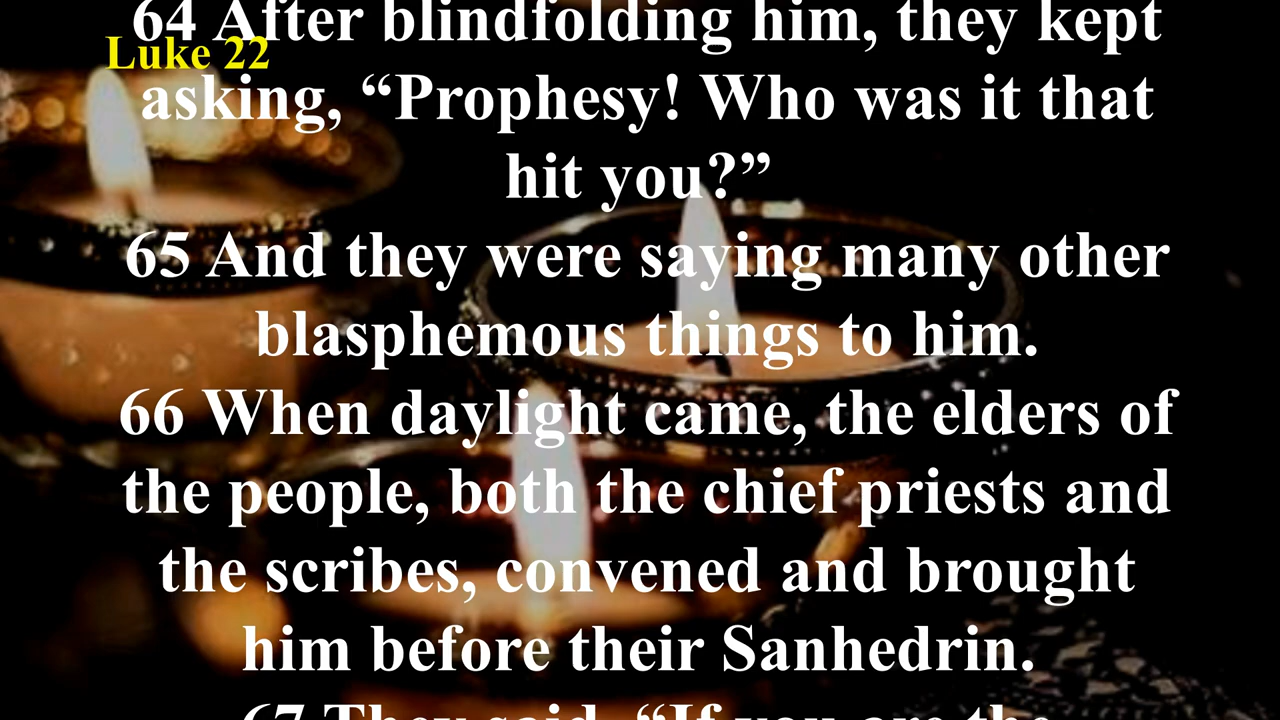 64 After blindfolding him, they kept
Luke 22
asking, “Prophesy! Who was it that
hit you?”
65 And they were saying many other
blasphemous things to him.
66 When daylight came, the elders of
the people, both the chief priests and
the scribes, convened and brought
him before their Sanhedrin.
67 They said, “If you are the